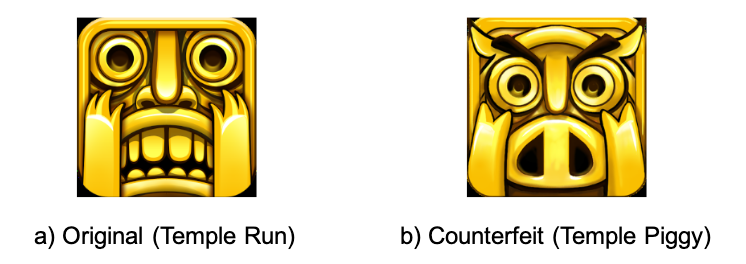 a) Original (Temple Run)
b) Counterfeit (Temple Piggy)